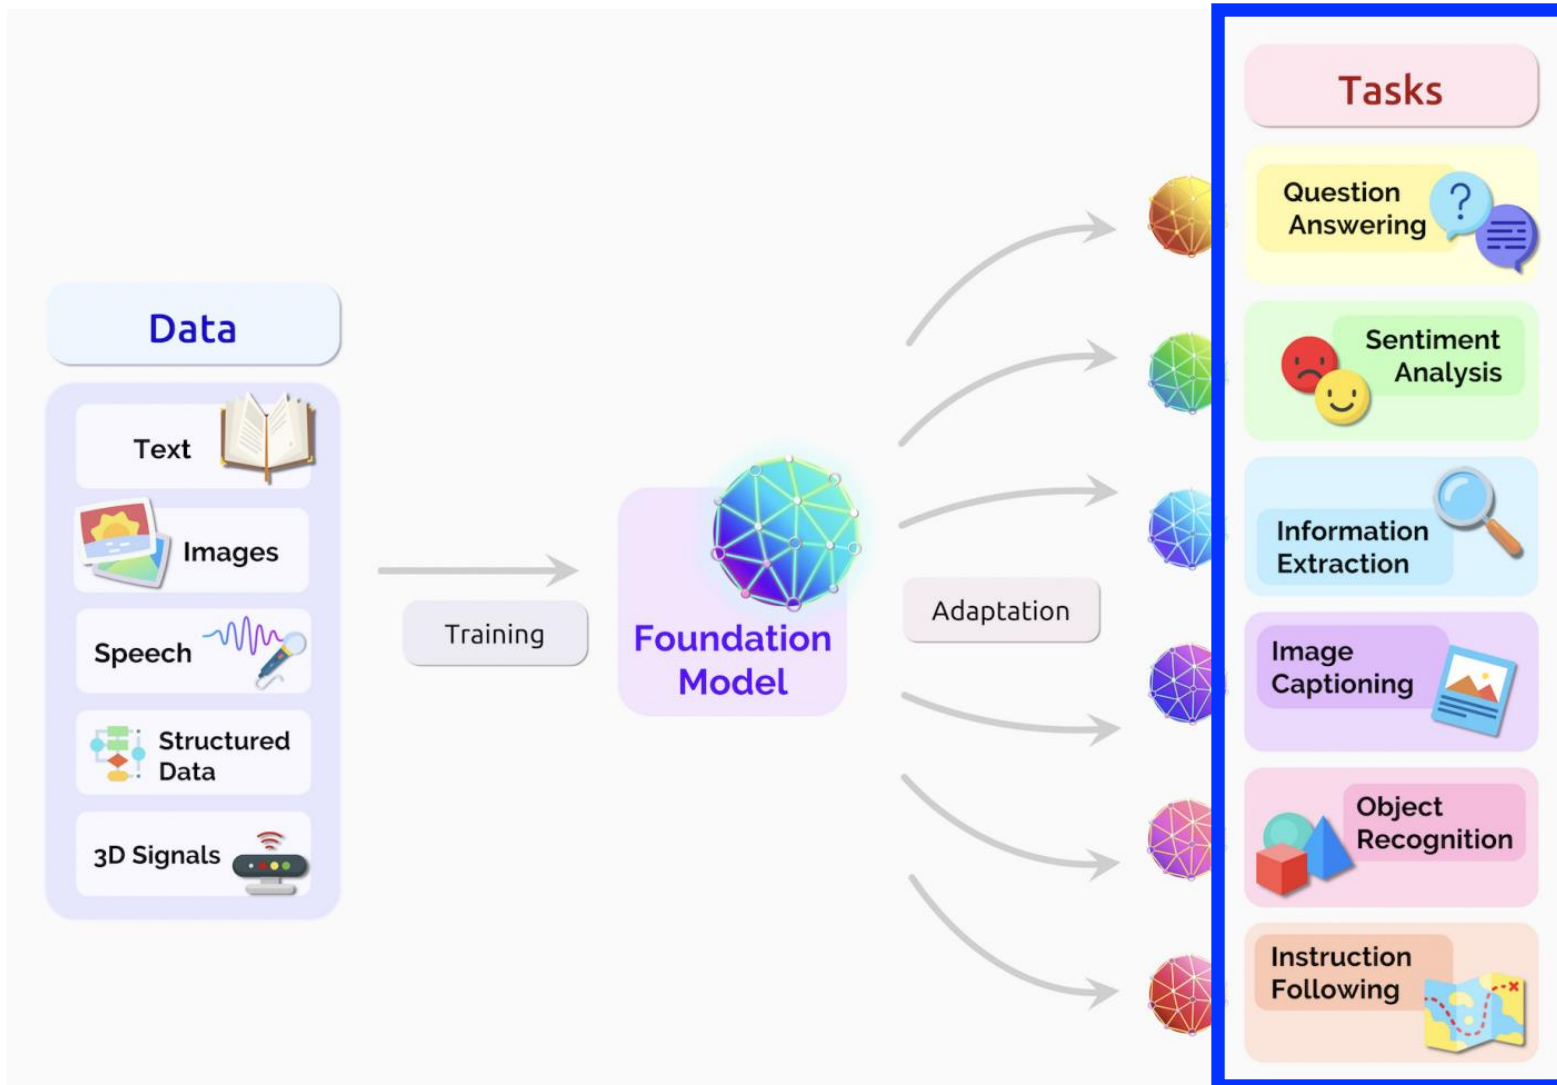 Data
Text
Images
Speech
Structured
Data
3D Signals
Training
Foundation
Model
Adaptation
Tasks
Question
Answering
Sentiment
Analysis
Information
Extraction
Image
Captioning
Object
Recognition
Instruction
Following